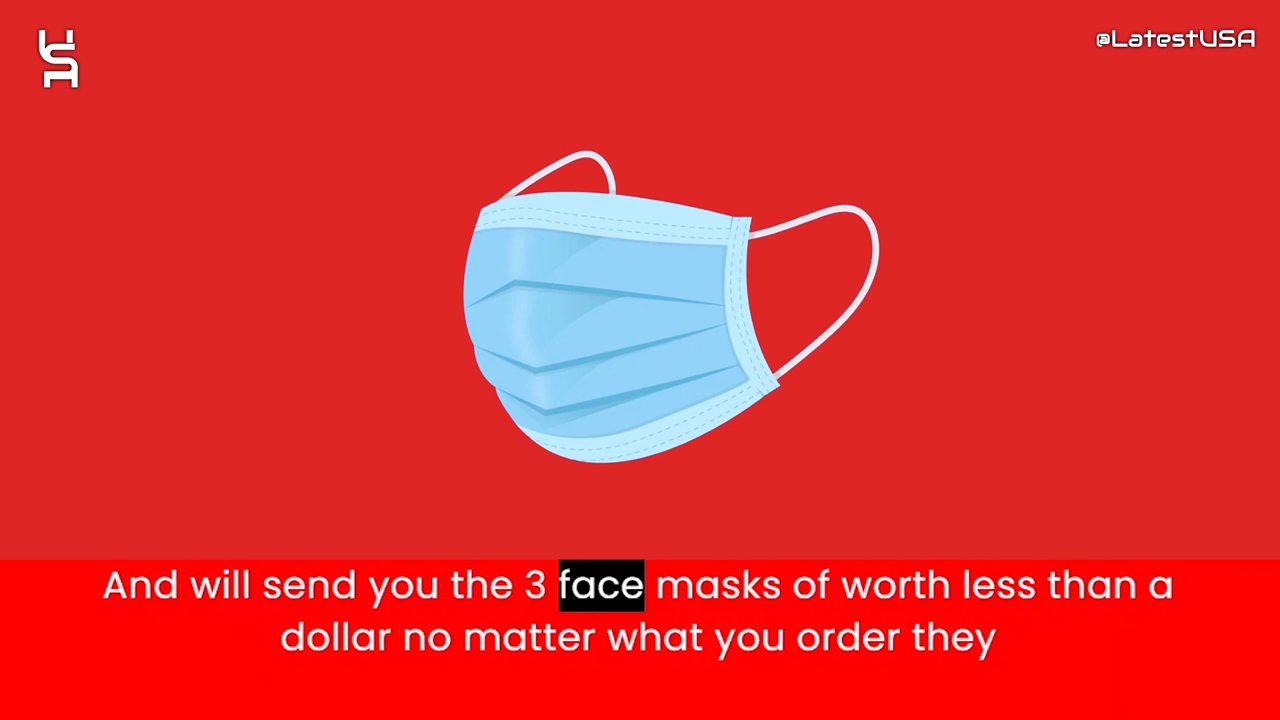 USA
@LatestUSA
And will send you the 3 face masks of worth less than a
dollar no matter what you order they